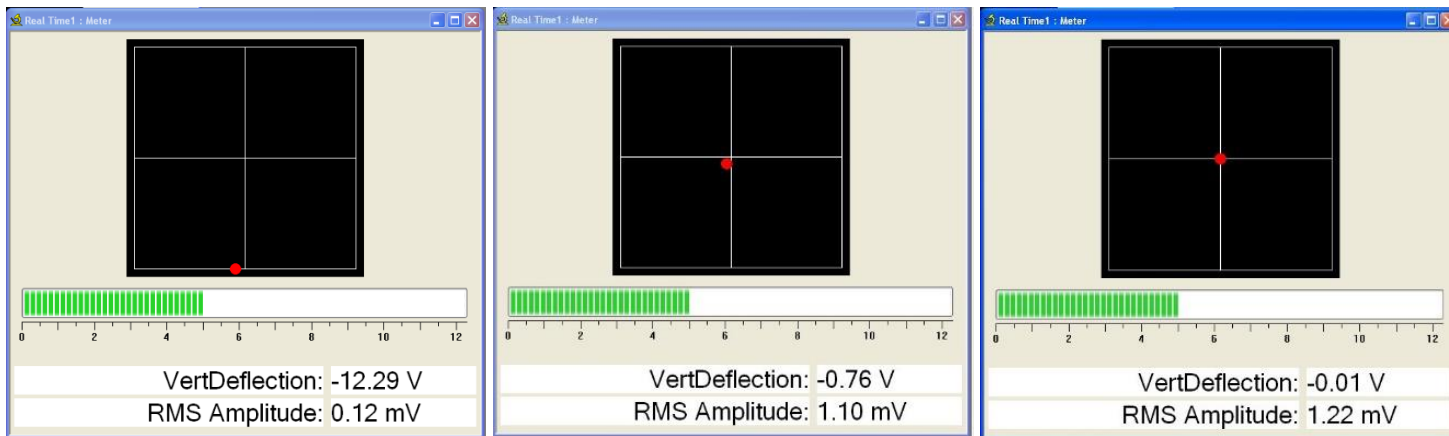 Real Time1 : Meter
0 2 4 6 8 10 12
VertDeflection: -12.29 V
RMS Amplitude: 0.12 mV
Real Time1 : Meter
0 2 4 6 8 10 12
VertDeflection: -0.76 V
RMS Amplitude: 1.10 mV
Real Time1 : Meter
0 2 4 6 8 10 12
VertDeflection: -0.01 V
RMS Amplitude: 1.22 mV